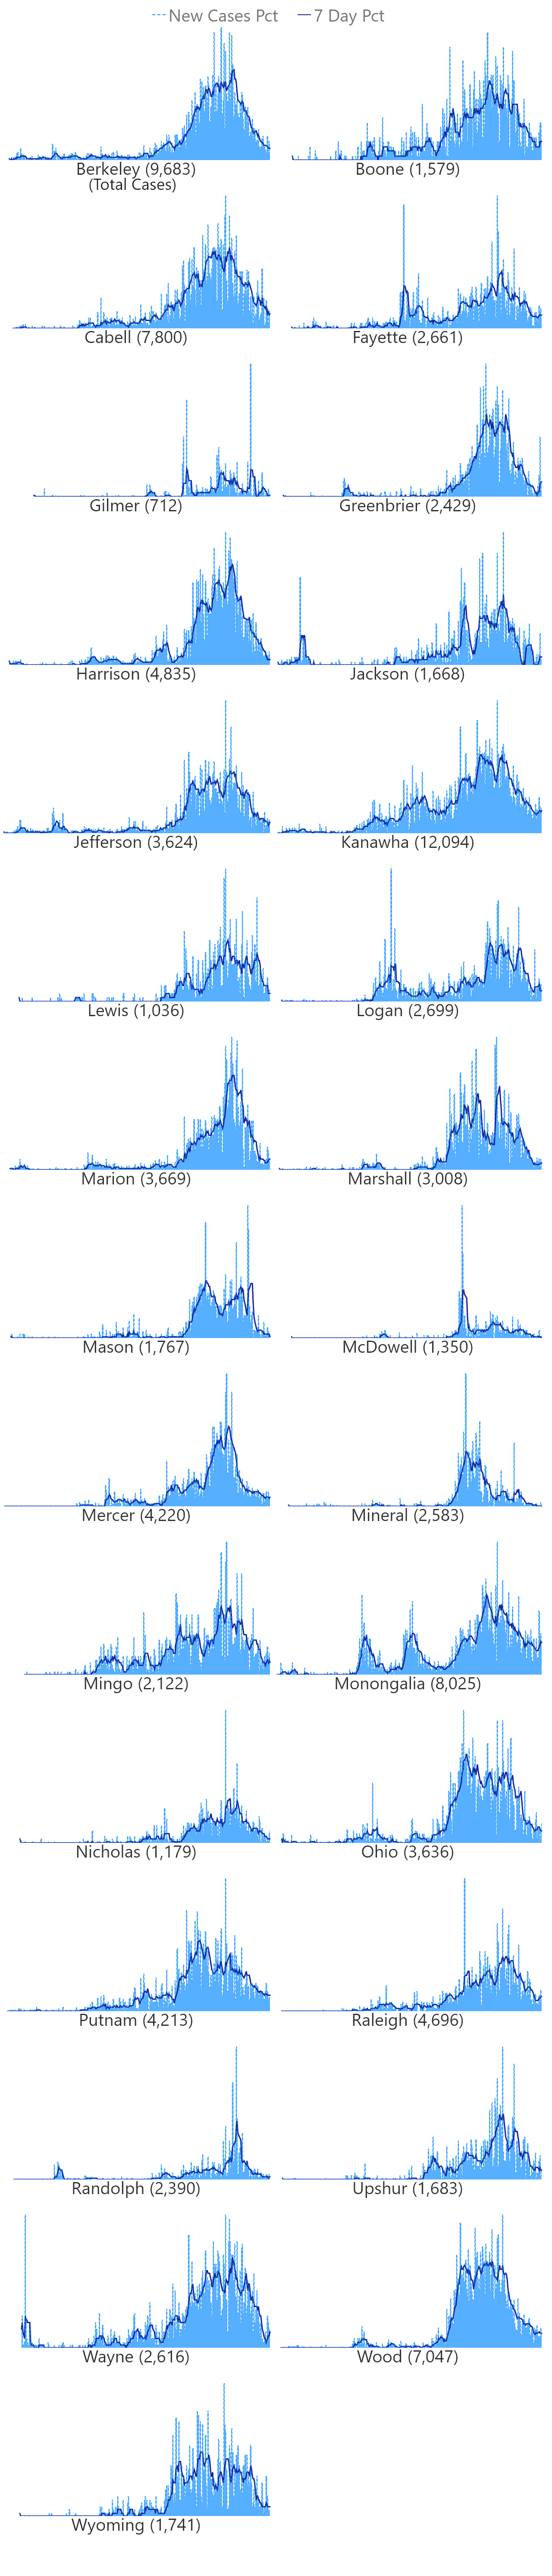 New Cases Pct 7 Day Pct
Berkeley (9,683) Boone (1,579)
(Total Cases)
Cabell (7,800) Fayette (2,661)
Gilmer (712) Greenbrier (2,429)
Harrison (4,835) Jackson (1,668)
Jefferson (3,624) Kanawha (12,094)
Lewis (1,036) Logan (2,699)
Marion (3,669) Marshall (3,008)
Mason (1,767) McDowell (1,350)
Mercer (4,220) Mineral (2,583)
Mingo (2,122) Monongalia (8,025)
Nicholas (1,179) Ohio (3,636)
Putnam (4,213) Raleigh (4,696)
Randolph (2,390) Upshur (1,683)
Wayne (2,616) Wood (7,047)
Wyoming (1,741)